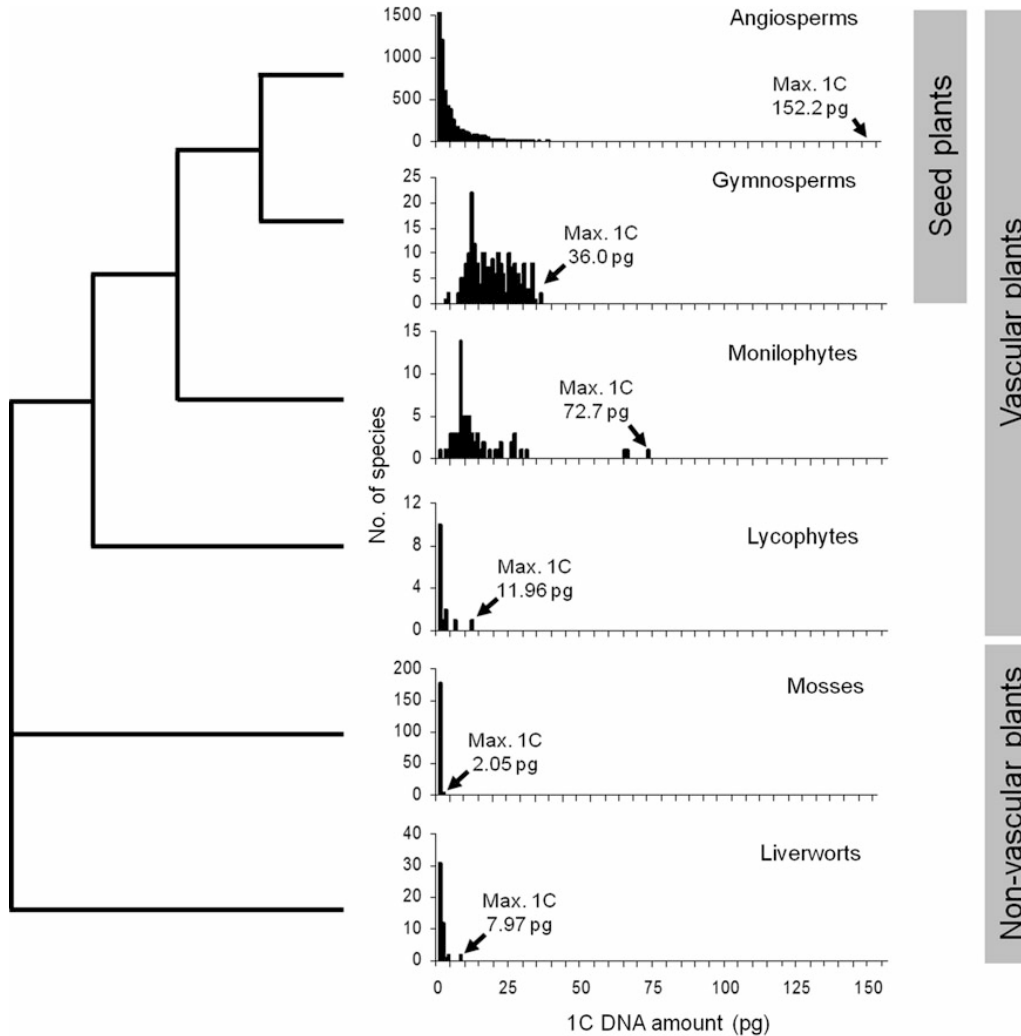 Angiosperms
1500
1000
500
0
Max. 1C
152.2 pg
Gymnosperms
25
20
15
10
5
0
Max. 1C
36.0 pg
Seed plants
Monilophytes
15
10
5
0
Max. 1C
72.7 pg
Vascular plants
No. of species
Lycophytes
12
8
4
0
Max. 1C
11.96 pg
Mosses
200
150
100
50
0
Max. 1C
2.05 pg
Liverworts
40
30
20
10
0
Max. 1C
7.97 pg
Non-vascular plants
0 25 50 75 100 125 150
1C DNA amount (pg)